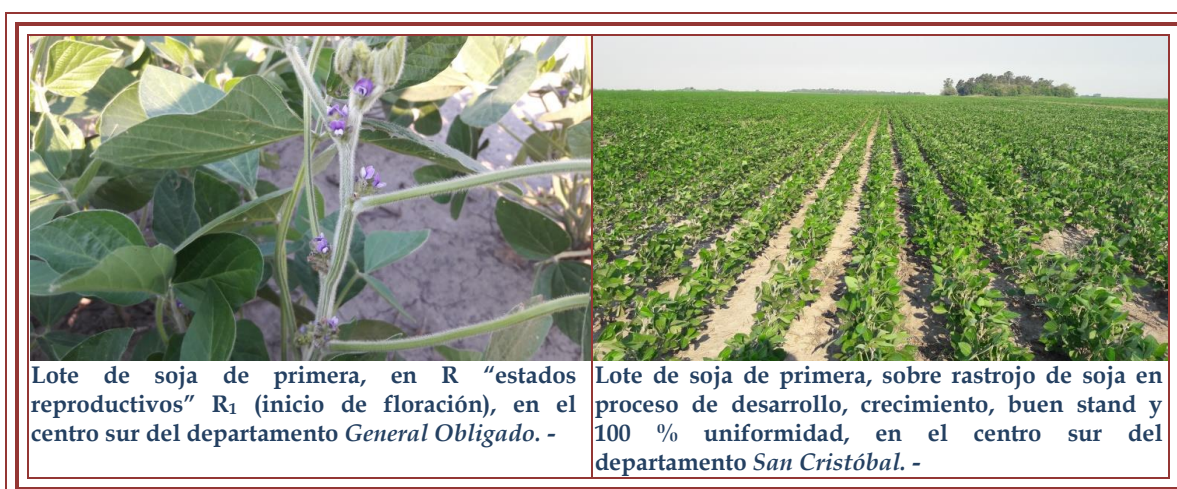 Lote de soja de primera, en R “estados
reproductivos” R₁ (inicio de floración), en el
centro sur del departamento General Obligado. -
Lote de soja de primera, sobre rastrojo de soja en
proceso de desarrollo, crecimiento, buen stand y
100 % uniformidad, en el centro sur del
departamento San Cristóbal. -